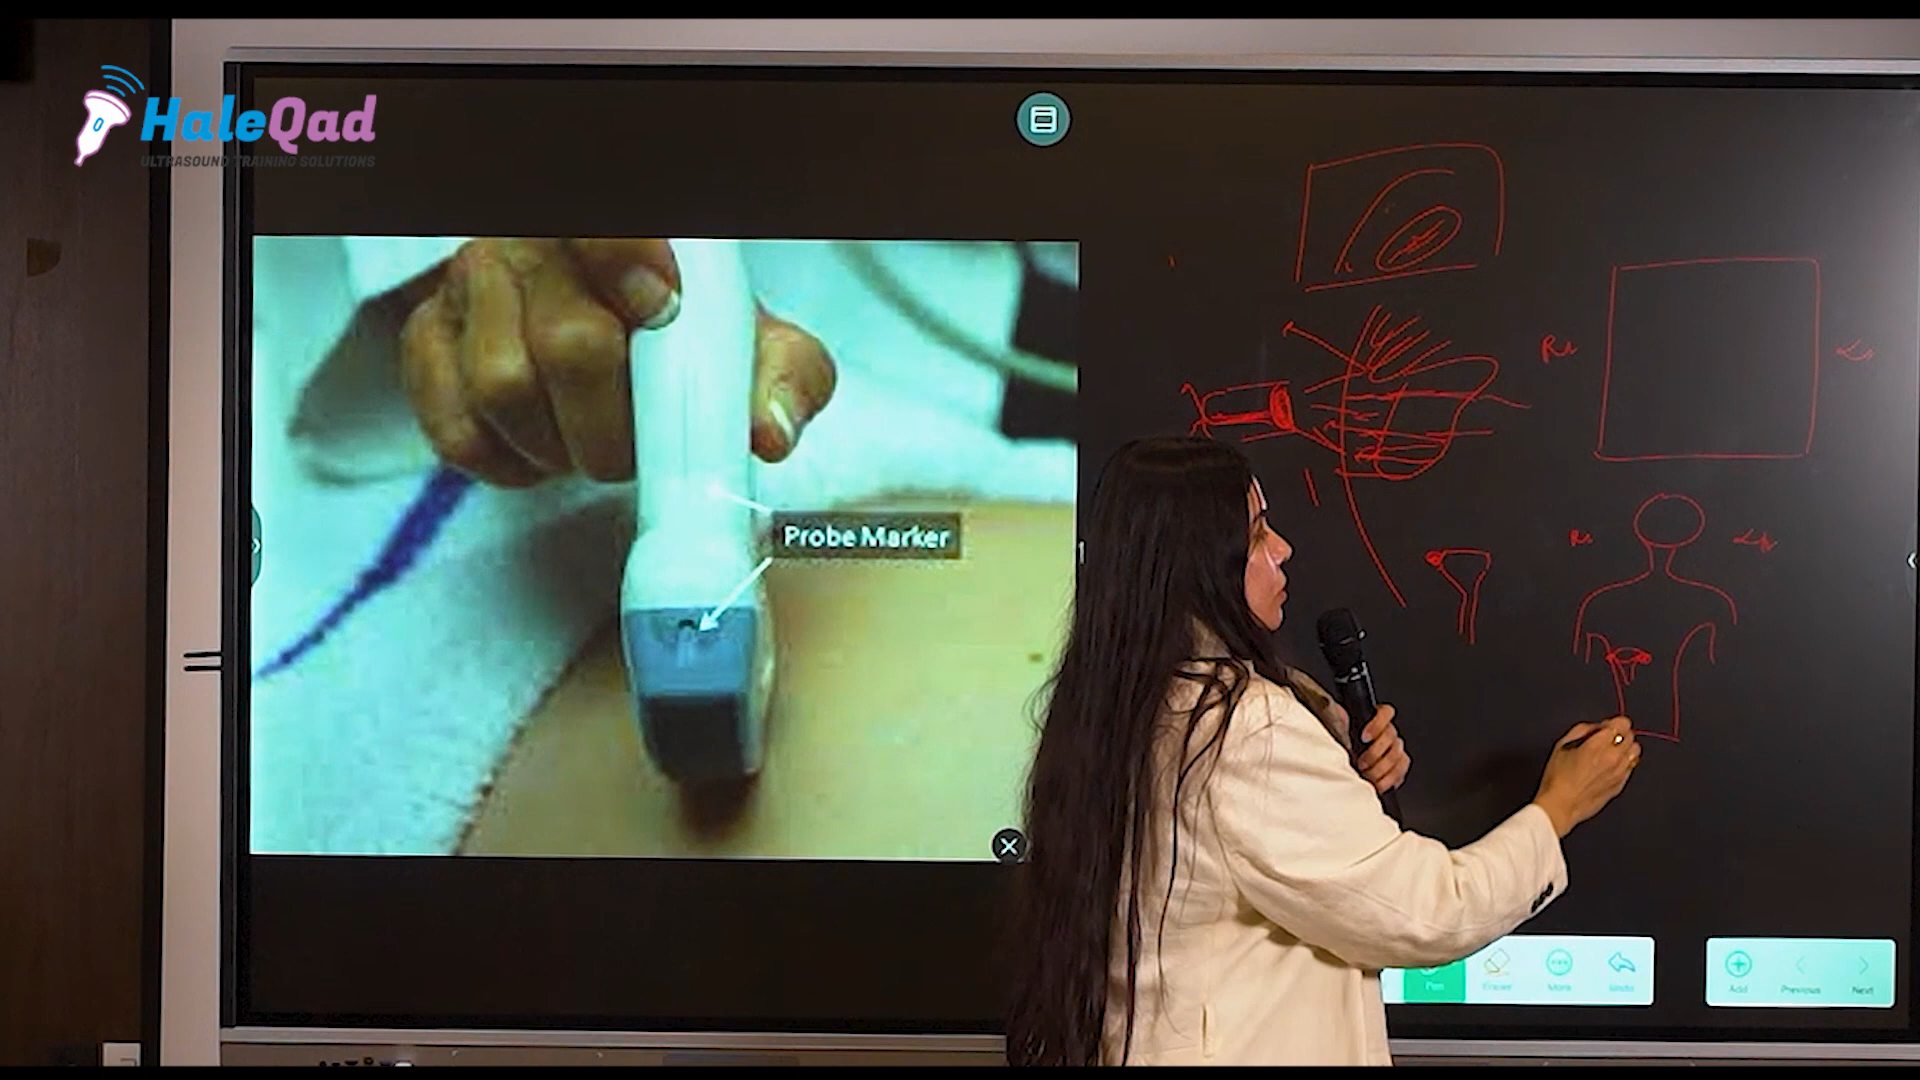 HaleQad
ULTRASOUND TRAINING SOLUTIONS
Probe Marker
Pen
Eraser
More
Undo
Add
Previous
Next